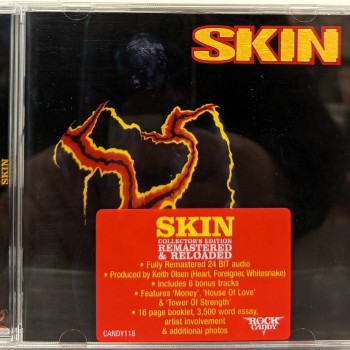 SKIN
SKIN
SKIN
COLLECTOR'S EDITION
REMASTERED
& RELOADED
• Fully Remastered 24 BIT audio
• Produced by Keith Olsen (Heart, Foreigner, Whitesnake)
• Includes 6 bonus tracks
• Features 'Money', 'House Of Love'
& 'Tower Of Strength'
• 16 page booklet, 3,500 word essay,
artist involvement
& additional photos
CANDY118
ROCK
CANDY